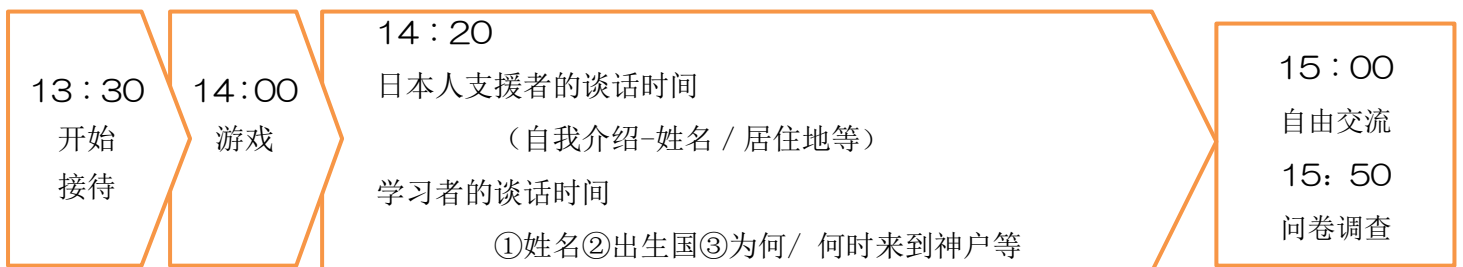 13:30
开始
接待
14:00
游戏
14:20
日本人支援者的谈话时间
（自我介绍-姓名 / 居住地等）
学习者的谈话时间
①姓名②出生国③为何/ 何时来到神户等
15:00
自由交流
15：50
问卷调查